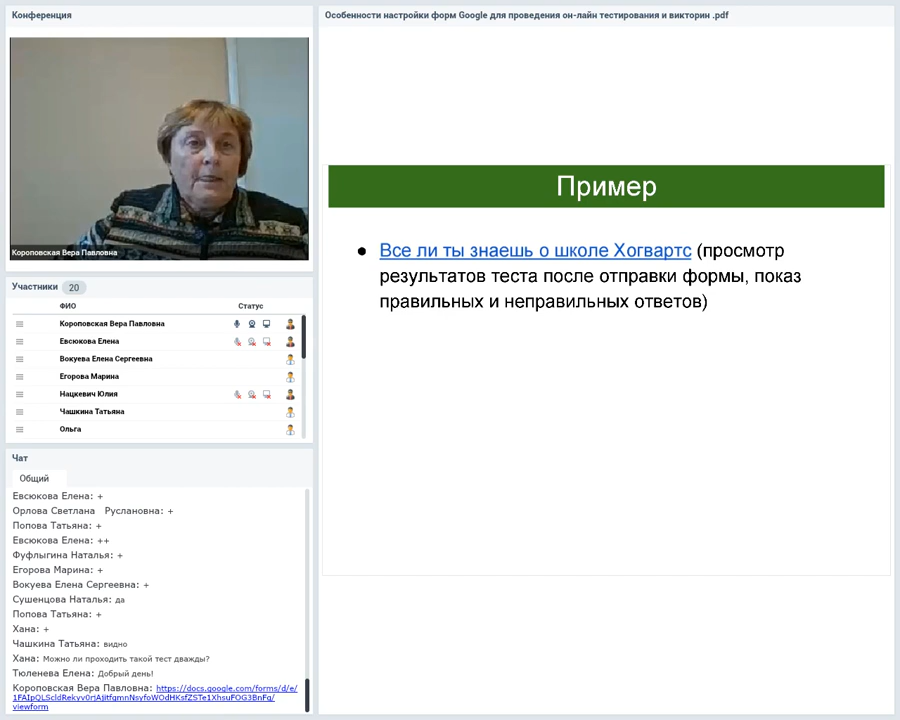 Конференция
Короповская Вера Павловна
Участники 20
ФИО Статус
Короповская Вера Павловна
Евсюкова Елена
Вокуева Елена Сергеевна
Егорова Марина
Нацкевич Юлия
Чашкина Татьяна
Ольга
Чат
Общий
Евсюкова Елена: +
Орлова Светлана Руслановна: +
Попова Татьяна: +
Евсюкова Елена: ++
Фуфлыгина Наталья: +
Егорова Марина: +
Вокуева Елена Сергеевна: +
Сушенцова Наталья: да
Попова Татьяна: +
Хана: +
Чашкина Татьяна: видно
Хана: Можно ли проходить такой тест дважды?
Тюленева Елена: Добрый день!
Короповская Вера Павловна: https://docs.google.com/forms/d/e/
viewform
Особенности настройки форм Google для проведения он-лайн тестирования и викторин .pdf
Пример
● Все ли ты знаешь о школе Хогвартс (просмотр
результатов теста после отправки формы, показ
правильных и неправильных ответов)